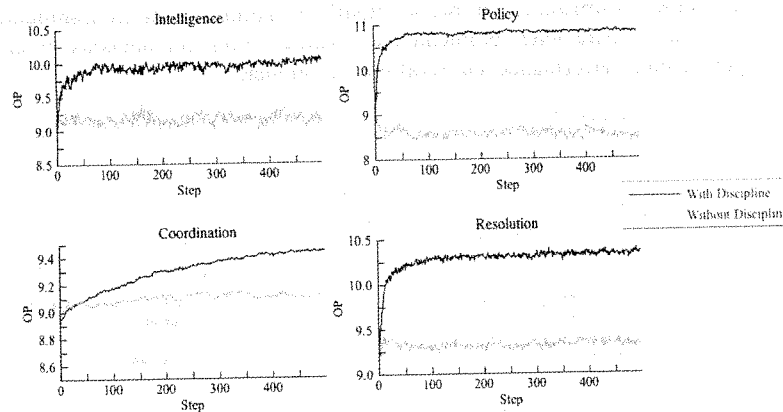 Intelligence
10.5
10.0
9.5
9.0
8.5
OP
0
100
200
300
400
Step
Policy
11
10
9
8
OP
0
100
200
300
400
Step
With Discipline
Without Disciplin
Coordination
9.4
9.2
9.0
8.8
8.6
OP
0
100
200
300
400
Step
Resolution
10.5
10.0
9.5
9.0
OP
0
100
200
300
400
Step